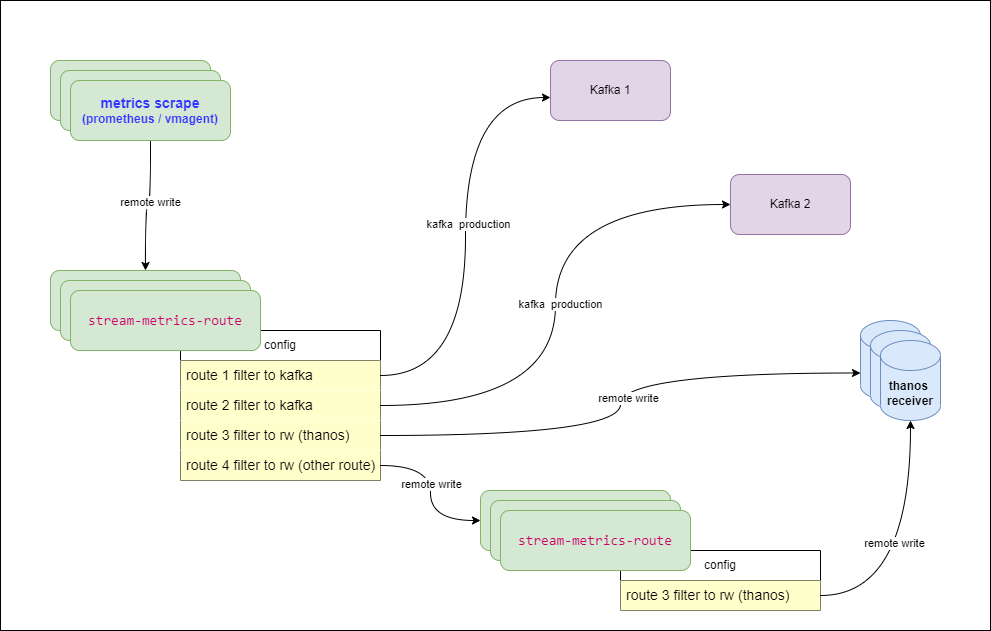 metrics scrape
(prometheus / vmagent)
Kafka 1
remote write
Kafka 2
kafka production
kafka production
stream-metrics-route
config
route 1 filter to kafka
route 2 filter to kafka
route 3 filter to rw (thanos)
route 4 filter to rw (other route)
remote write
thanos
receiver
remote write
stream-metrics-route
config
route 3 filter to rw (thanos)
remote write